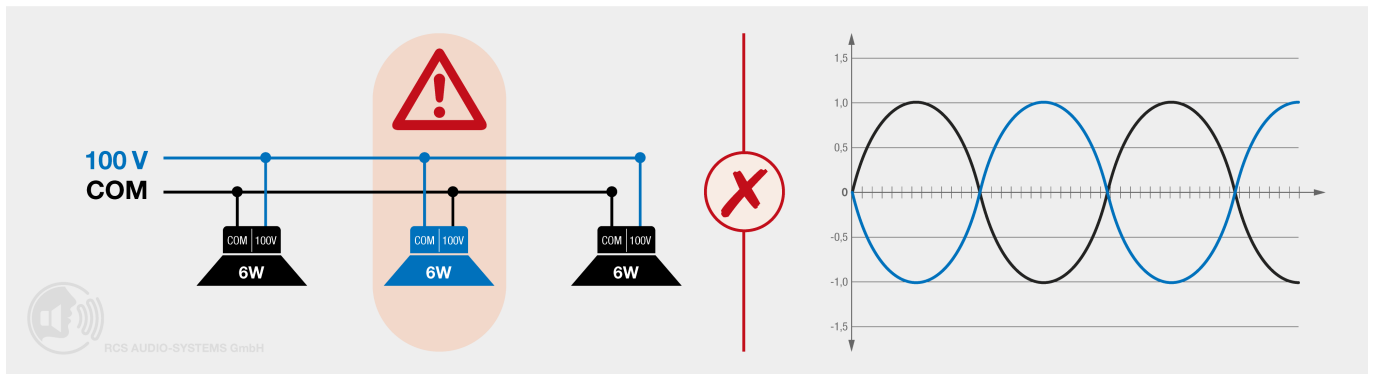 100 V
COM
COM 100V
6W
COM 100V
6W
COM 100V
6W
RCS AUDIO-SYSTEMS GmbH
1,5
1,0
0,5
0
-0,5
-1,0
-1,5